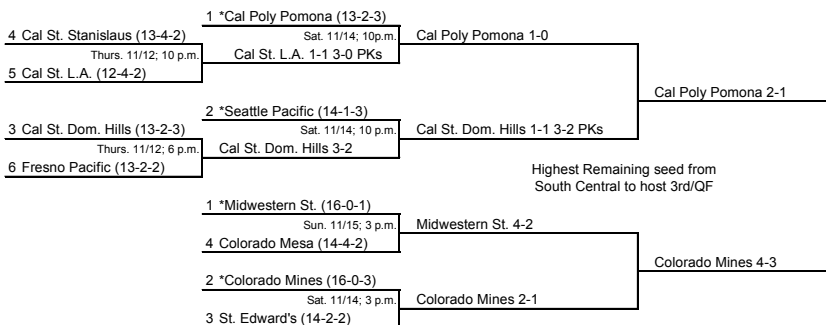 1 *Cal Poly Pomona (13-2-3)
4 Cal St. Stanislaus (13-4-2)
Sat. 11/14; 10p.m.
Cal Poly Pomona 1-0
Thurs. 11/12; 10 p.m.
Cal St. L.A. 1-1 3-0 PKs
5 Cal St. L.A. (12-4-2)
Cal Poly Pomona 2-1
2 *Seattle Pacific (14-1-3)
3 Cal St. Dom. Hills (13-2-3)
Sat. 11/14; 10 p.m.
Cal St. Dom. Hills 1-1 3-2 PKs
Thurs. 11/12; 6 p.m.
Cal St. Dom. Hills 3-2
6 Fresno Pacific (13-2-2)
Highest Remaining seed from
South Central to host 3rd/QF
1 *Midwestern St. (16-0-1)
Sun. 11/15; 3 p.m.
Midwestern St. 4-2
4 Colorado Mesa (14-4-2)
Colorado Mines 4-3
2 *Colorado Mines (16-0-3)
Sat. 11/14; 3 p.m.
Colorado Mines 2-1
3 St. Edward's (14-2-2)